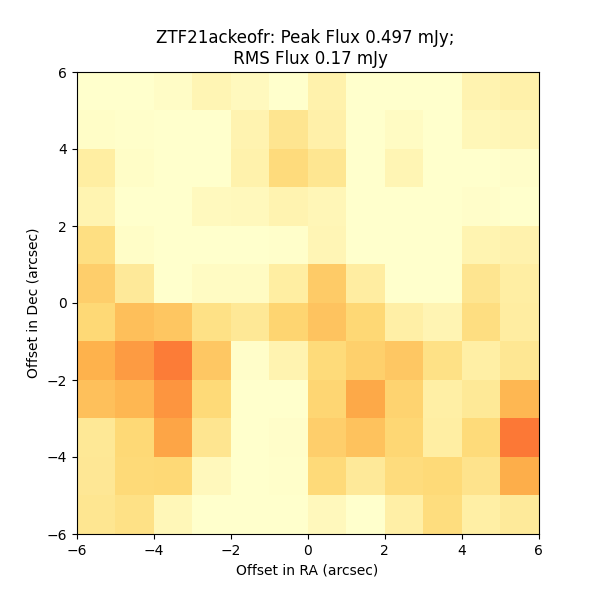 ZTF21ackeofr: Peak Flux 0.497 mJy;
RMS Flux 0.17 mJy
6
4
2
0
−2
−4
−6
Offset in Dec (arcsec)
−6 −4 −2 0 2 4 6
Offset in RA (arcsec)